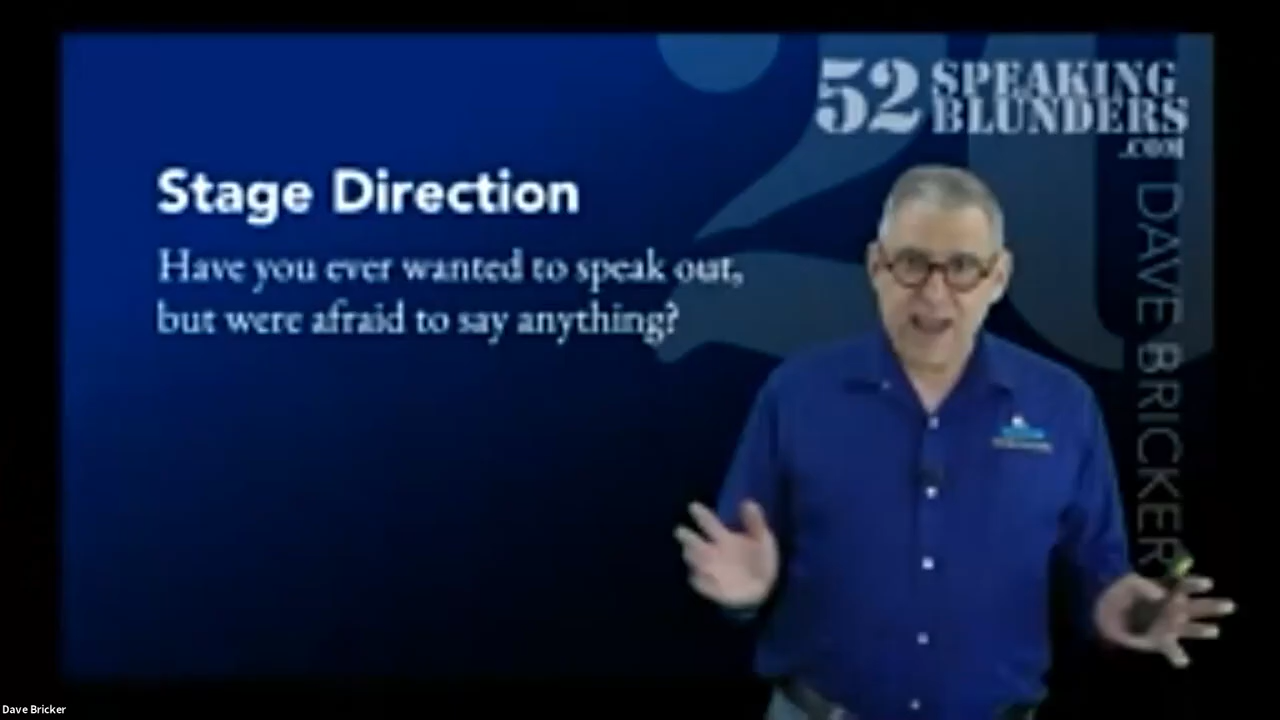 52 SPEAKING
BLUNDERS
.COM
Stage Direction
Have you ever wanted to speak out,
but were afraid to say anything?
DAVE BRICKER
Dave Bricker